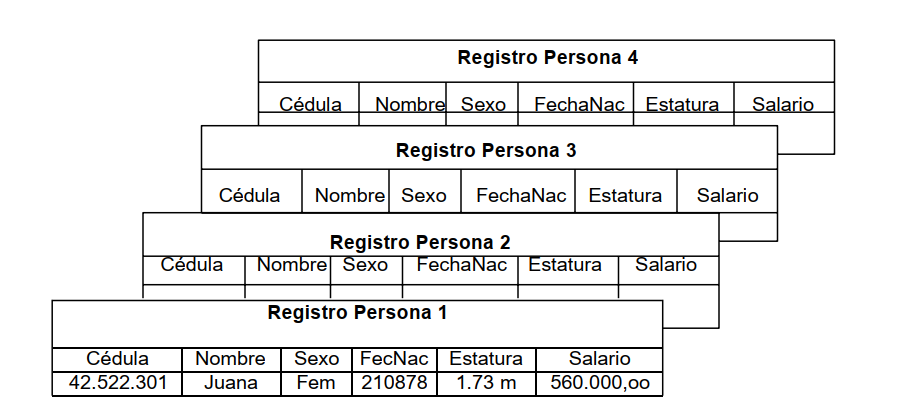 Registro Persona 4
Cédula Nombre Sexo FechaNac Estatura Salario
Registro Persona 3
Cédula Nombre Sexo FechaNac Estatura Salario
Registro Persona 2
Cédula Nombre Sexo FechaNac Estatura Salario
Registro Persona 1
Cédula Nombre Sexo FecNac Estatura Salario
42.522.301 Juana Fem 210878 1.73 m 560.000,oo